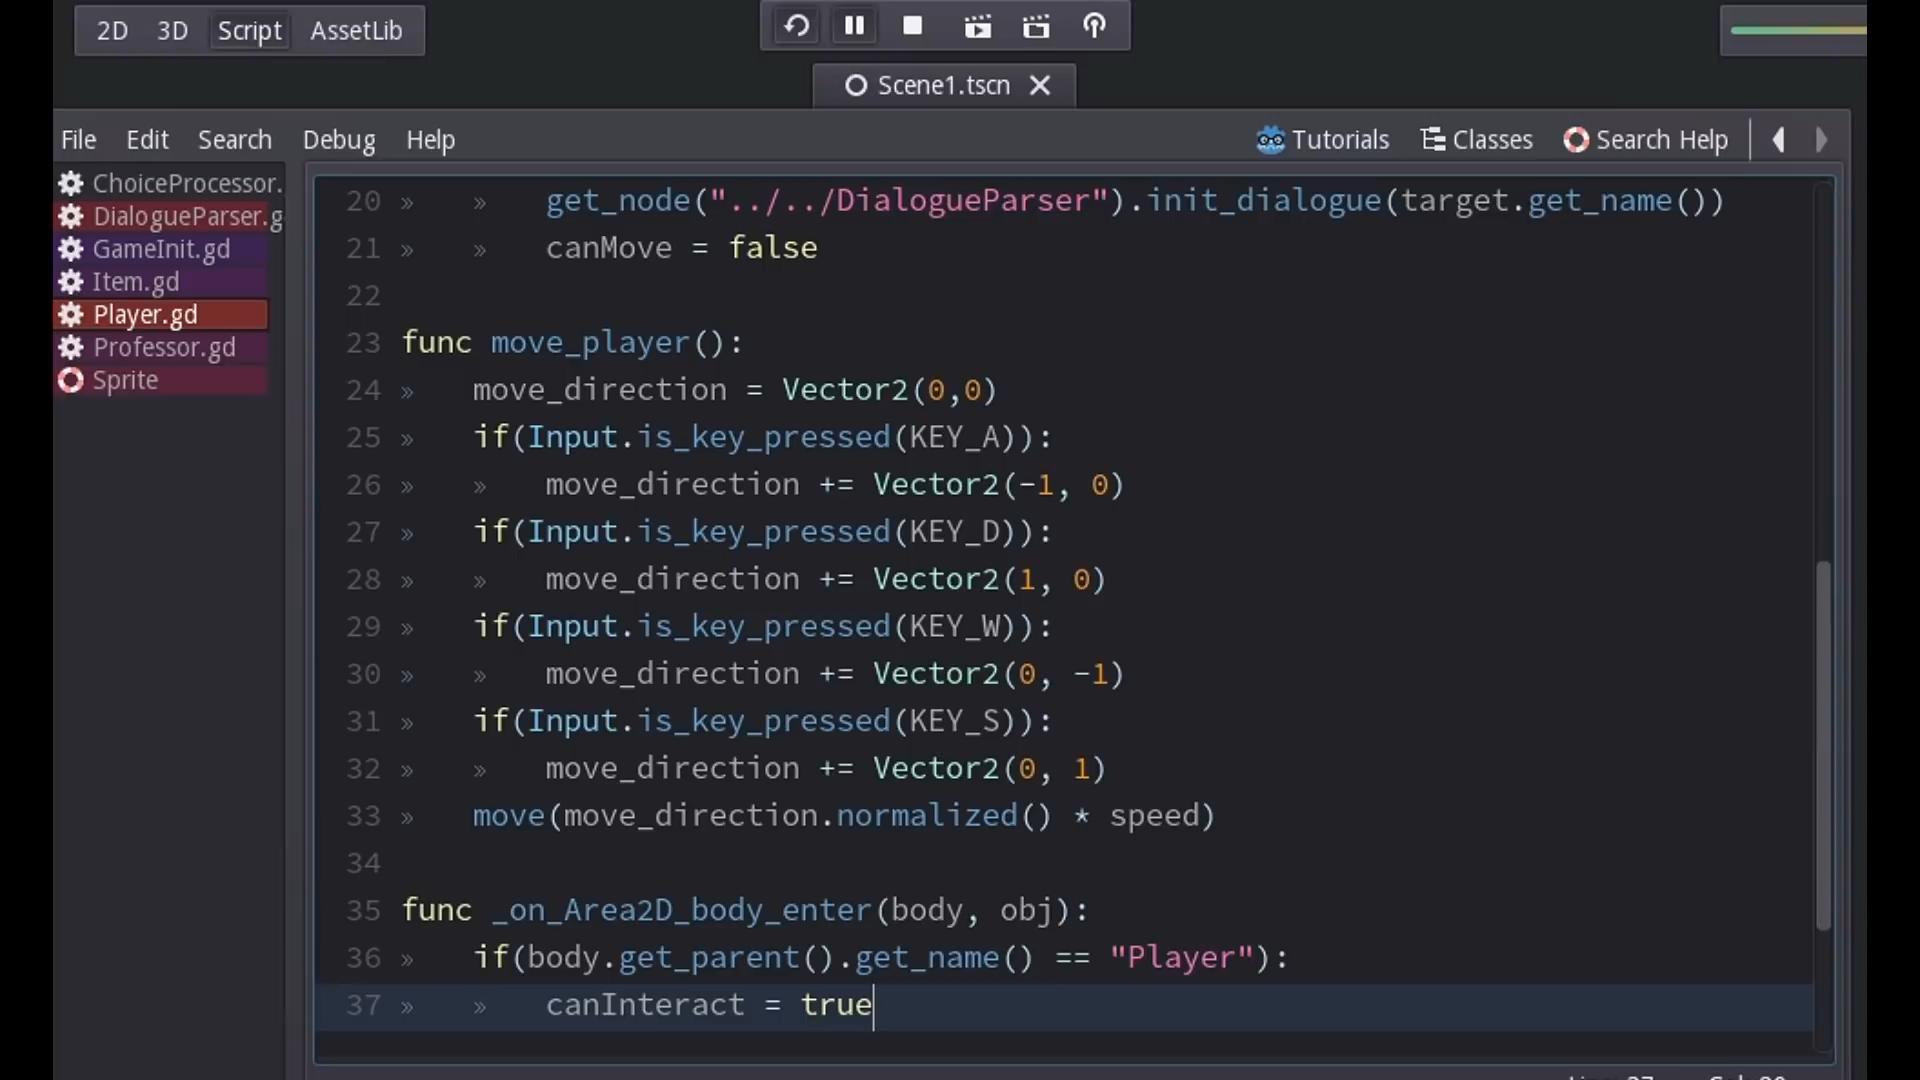 2D 3D Script AssetLib
Scene1.tscn
File Edit Search Debug Help Tutorials Classes Search Help
ChoiceProcessor.
DialogueParser.g
GameInit.gd
Item.gd
Player.gd
Professor.gd
Sprite
20 » » get_node("../../DialogueParser").init_dialogue(target.get_name())
21 » » canMove = false
22
23 func move_player():
24 » move_direction = Vector2(0,0)
25 » if(Input.is_key_pressed(KEY_A)):
26 » » move_direction += Vector2(-1, 0)
27 » if(Input.is_key_pressed(KEY_D)):
28 » » move_direction += Vector2(1, 0)
29 » if(Input.is_key_pressed(KEY_W)):
30 » » move_direction += Vector2(0, -1)
31 » if(Input.is_key_pressed(KEY_S)):
32 » » move_direction += Vector2(0, 1)
33 » move(move_direction.normalized() * speed)
34
35 func _on_Area2D_body_enter(body, obj):
36 » if(body.get_parent().get_name() == "Player"):
37 » » canInteract = true